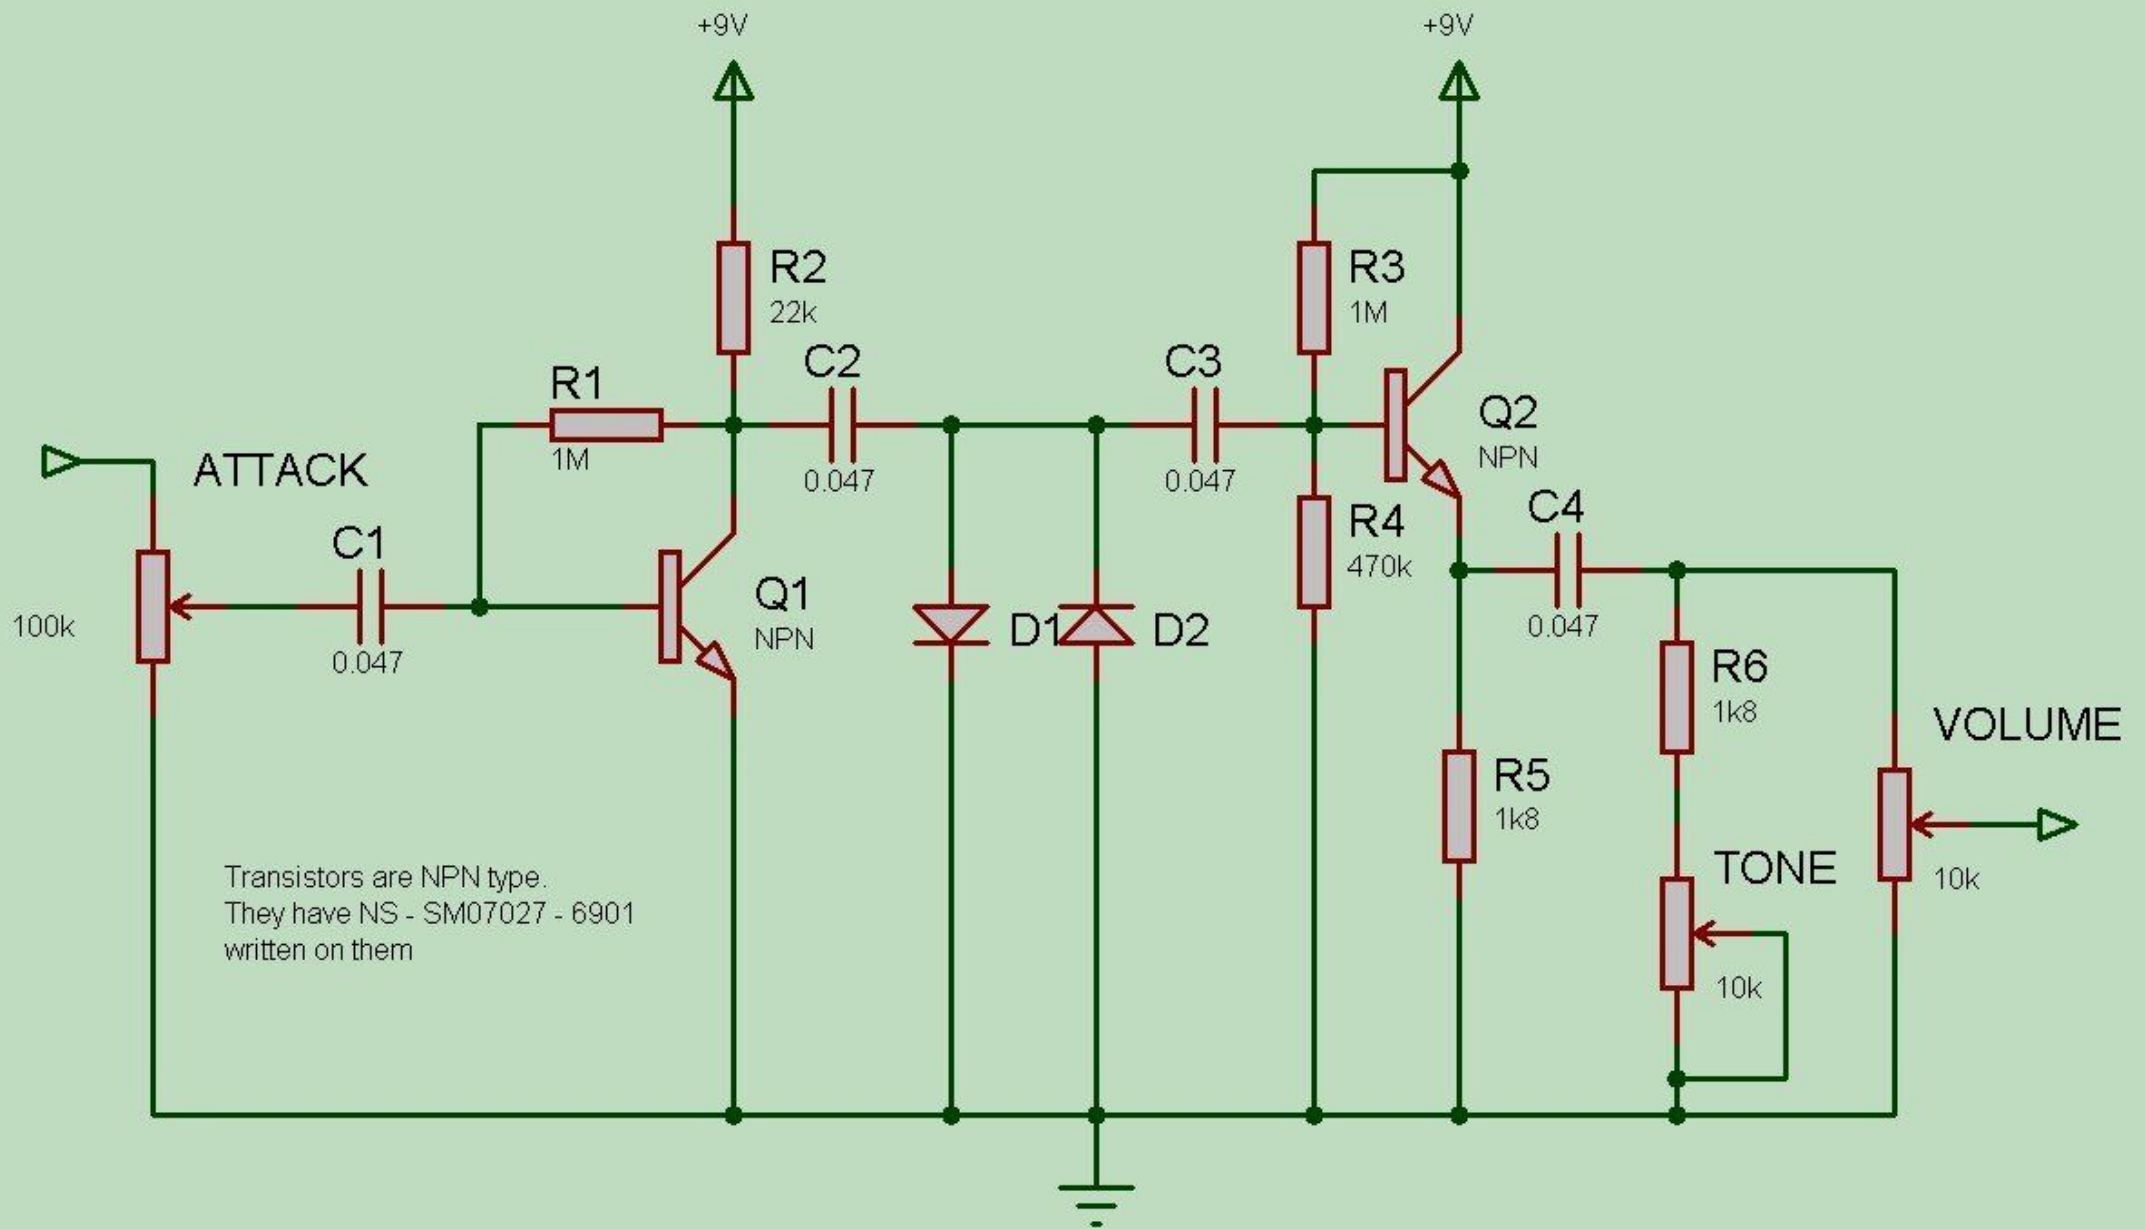 +9V
+9V
R2
22k
R3
1M
C2
0.047
C3
0.047
R1
1M
Q2
NPN
ATTACK
100k
C1
0.047
Q1
NPN
D1
D2
R4
470k
C4
0.047
R6
1k8
R5
1k8
VOLUME
10k
TONE
10k
Transistors are NPN type.
They have NS - SM07027 - 6901
written on them